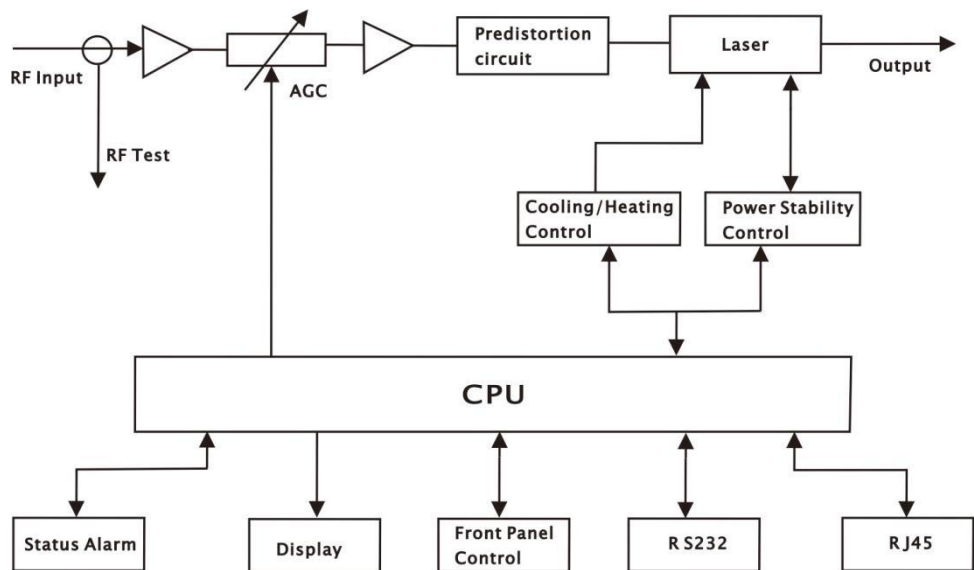 Predistortion
circuit
Laser
RF Input
AGC
Output
RF Test
Cooling/Heating
Control
Power Stability
Control
CPU
Status Alarm
Display
Front Panel
Control
R S232
R J45